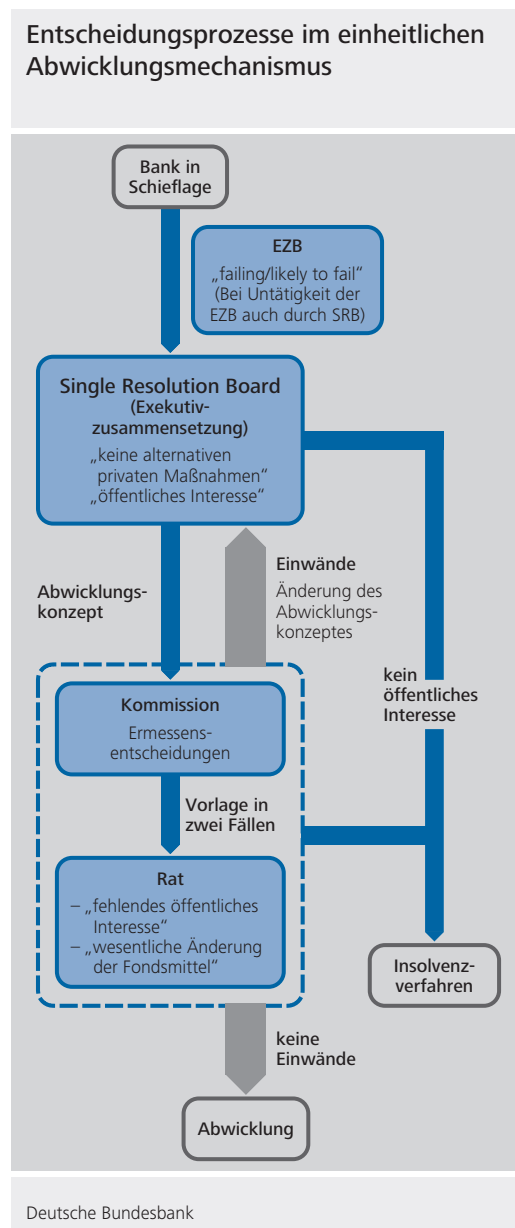 Entscheidungsprozesse im einheitlichen
Abwicklungsmechanismus
Bank in
Schieflage
EZB
„failing/likely to fail“
(Bei Untätigkeit der
EZB auch durch SRB)
Single Resolution Board
(Exekutiv-
zusammensetzung)
„keine alternativen
privaten Maßnahmen“
„öffentliches Interesse“
Abwicklungs-
konzept
Einwände
Änderung des
Abwicklungs-
konzeptes
kein
öffentliches
Interesse
Kommission
Ermessens-
entscheidungen
Vorlage in
zwei Fällen
Rat
– „fehlendes öffentliches
Interesse“
– „wesentliche Änderung
der Fondsmittel“
Insolvenz-
verfahren
keine
Einwände
Abwicklung
Deutsche Bundesbank